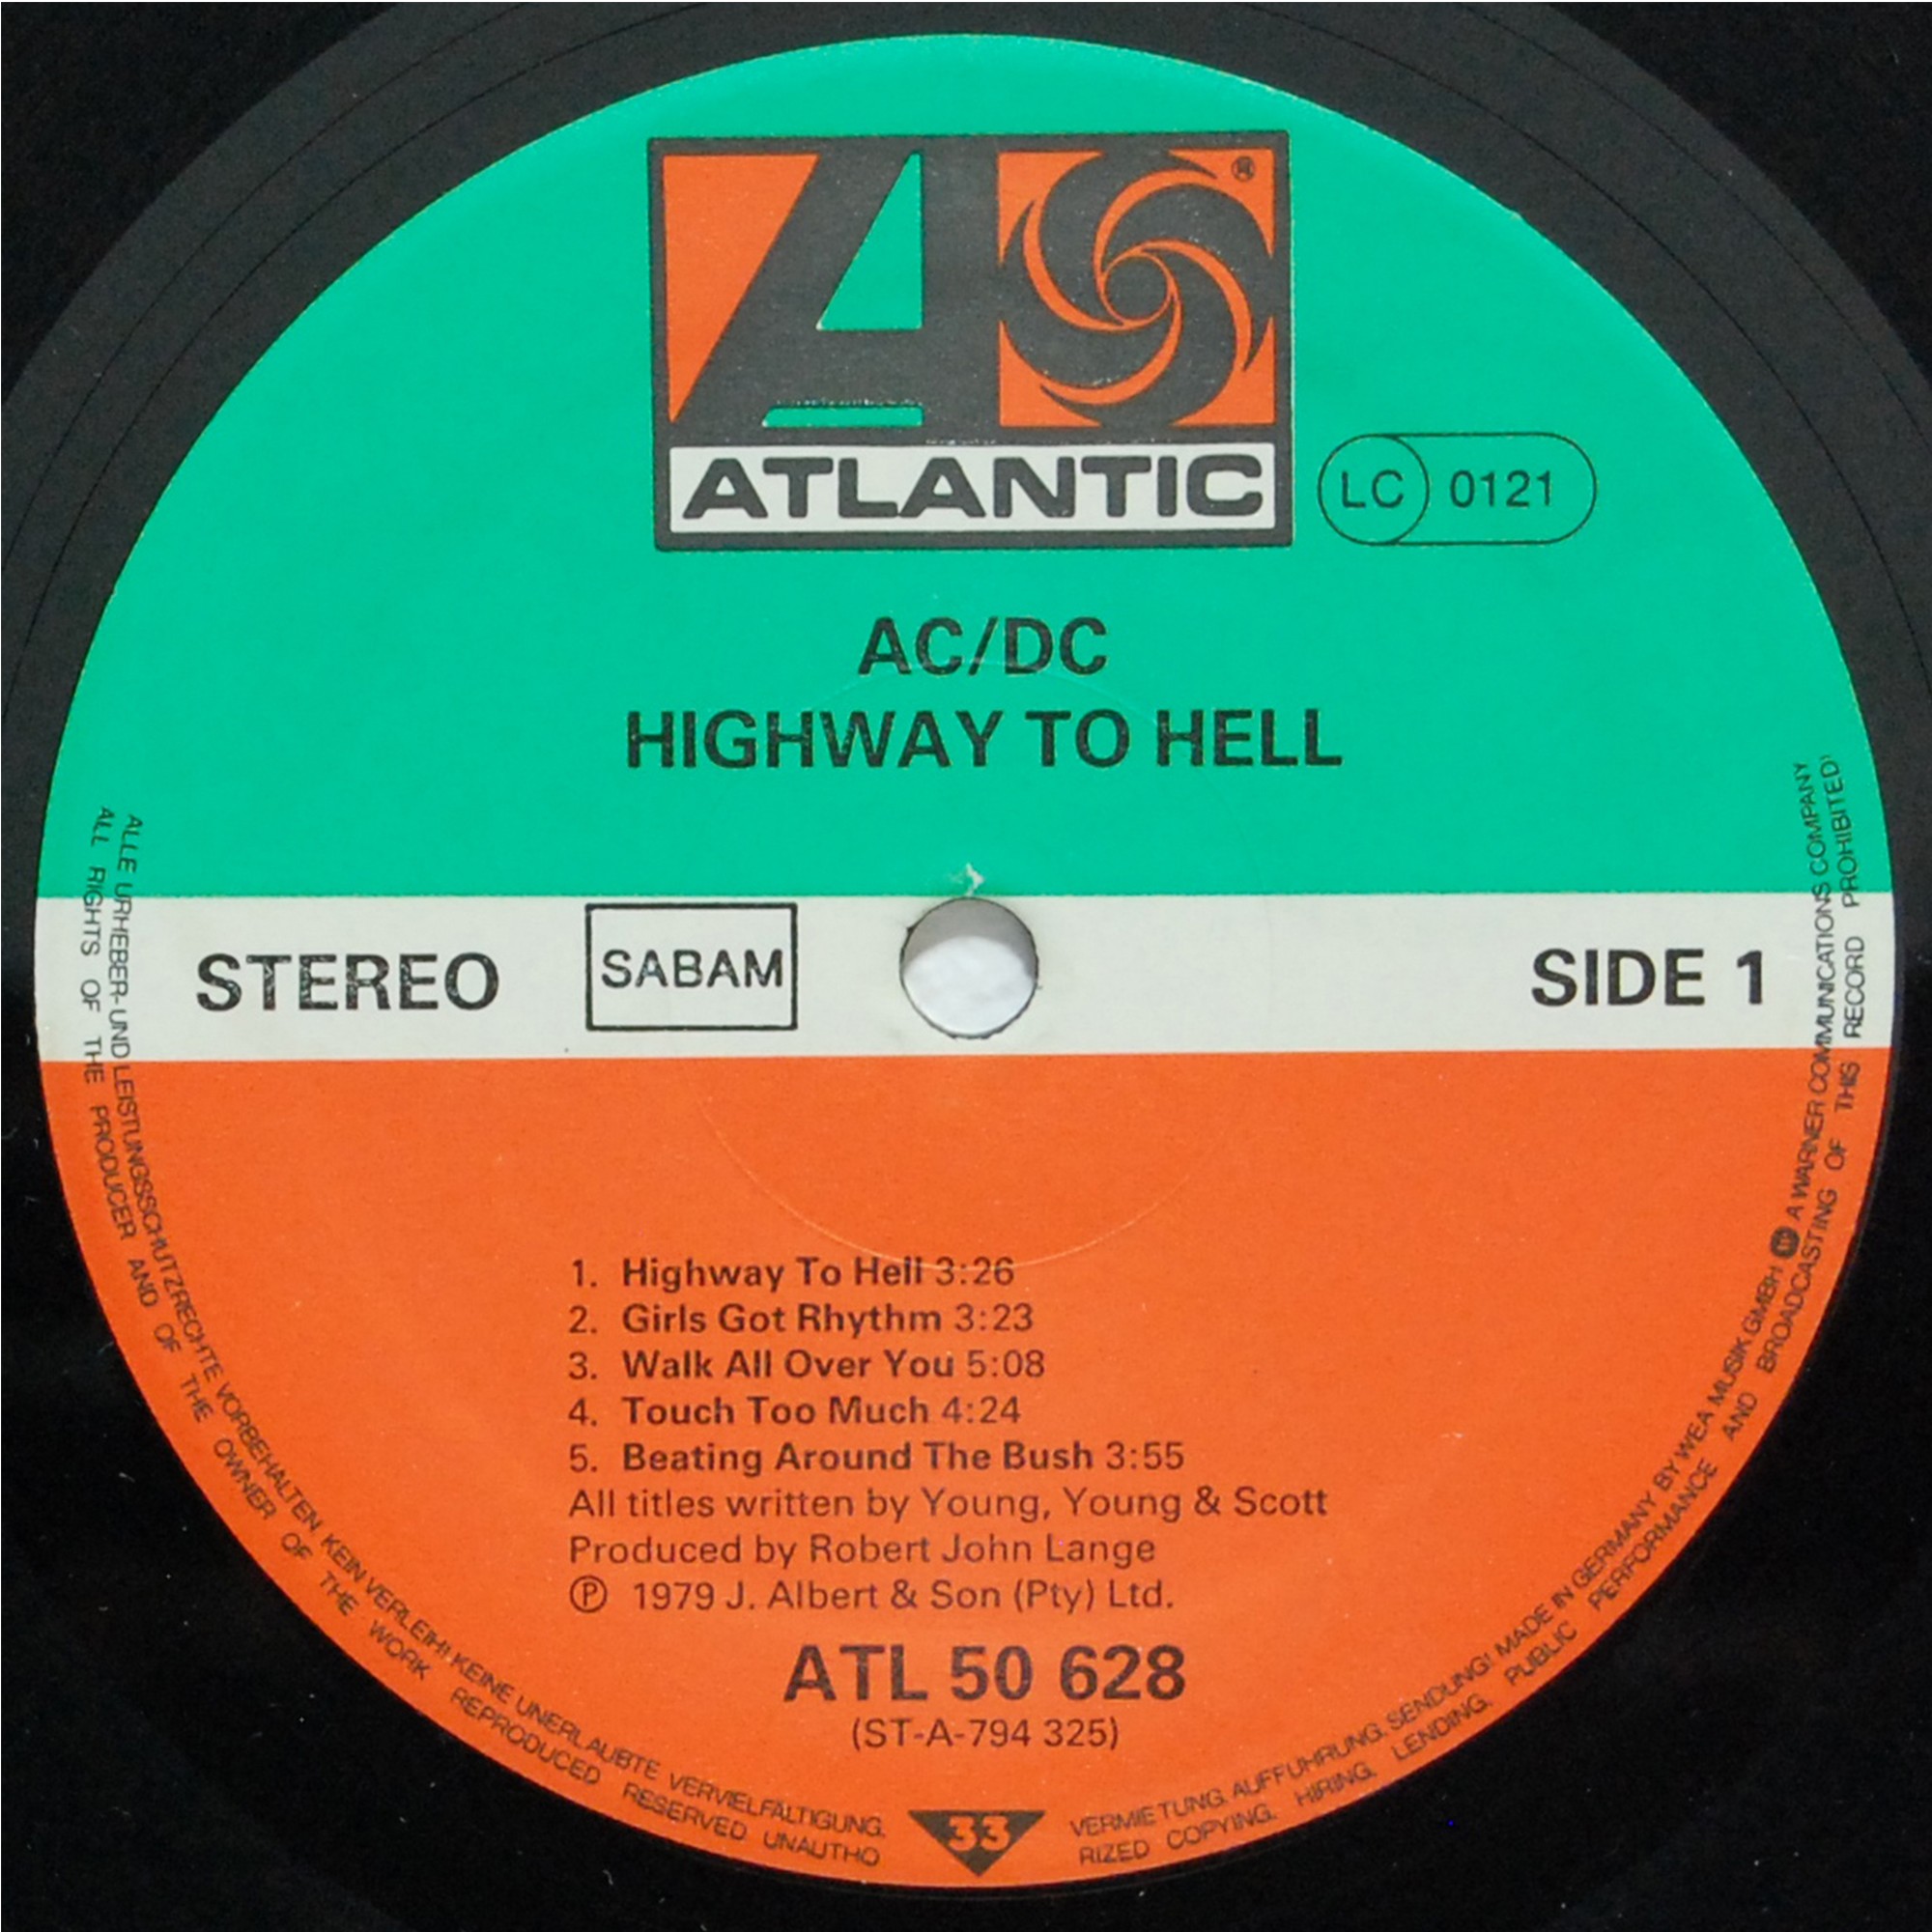 ®
ATLANTIC
LC 0121
AC/DC
HIGHWAY TO HELL
STEREO
SABAM
SIDE 1
1. Highway To Hell 3:26
2. Girls Got Rhythm 3:23
3. Walk All Over You 5:08
4. Touch Too Much 4:24
5. Beating Around The Bush 3:55
All titles written by Young, Young & Scott
Produced by Robert John Lange
℗ 1979 J. Albert & Son (Pty) Ltd.
ATL 50 628
(ST-A-794 325)
33
ALLE URHEBER-UND LEISTUNGSSCHUTZRECHTE VORBEHALTEN KEIN VERLEIH! KEINE UNERLAUBTE VERVIELFÄLTIGUNG, VERMIETUNG, AUFFÜHRUNG, SENDUNG! MADE IN GERMANY BY WEA MUSIK GMBH A WARNER COMMUNICATIONS COMPANY
ALL RIGHTS OF THE PRODUCER AND OF THE OWNER OF THE WORK REPRODUCED RESERVED UNAUTHORIZED COPYING, HIRING, LENDING, PUBLIC PERFORMANCE AND BROADCASTING OF THIS RECORD PROHIBITED!